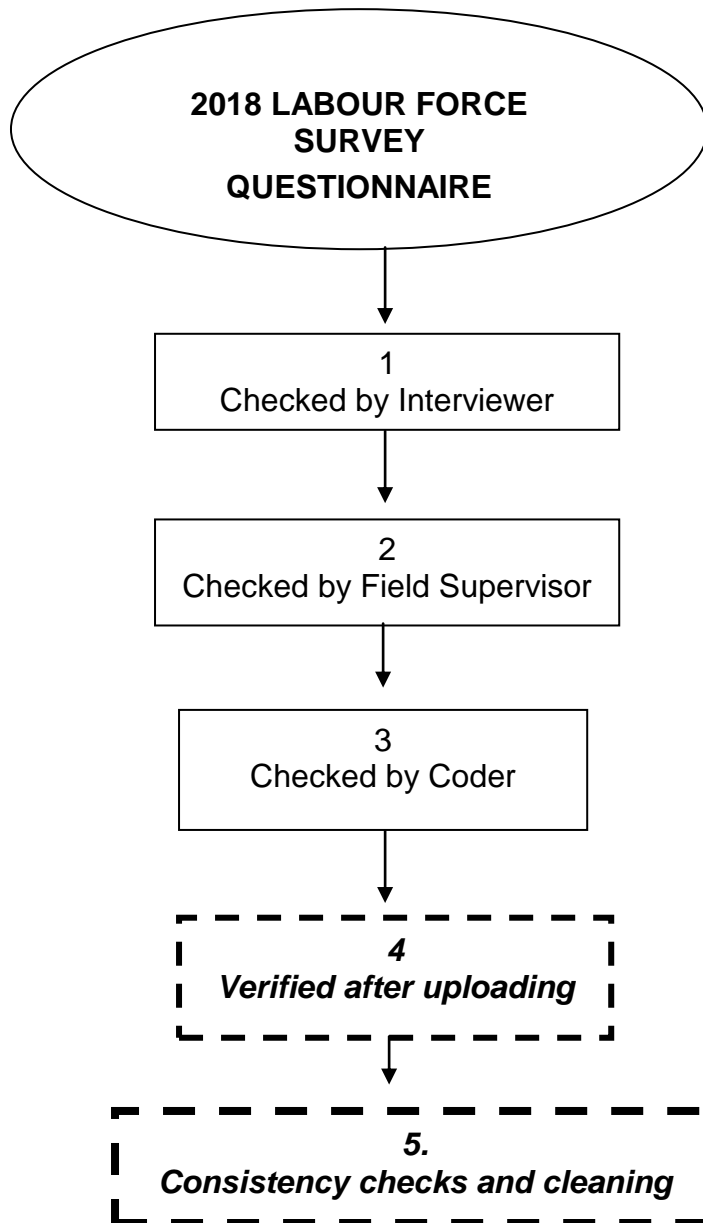 2018 LABOUR FORCE
SURVEY
QUESTIONNAIRE
1
Checked by Interviewer
2
Checked by Field Supervisor
3
Checked by Coder
4
Verified after uploading
5.
Consistency checks and cleaning